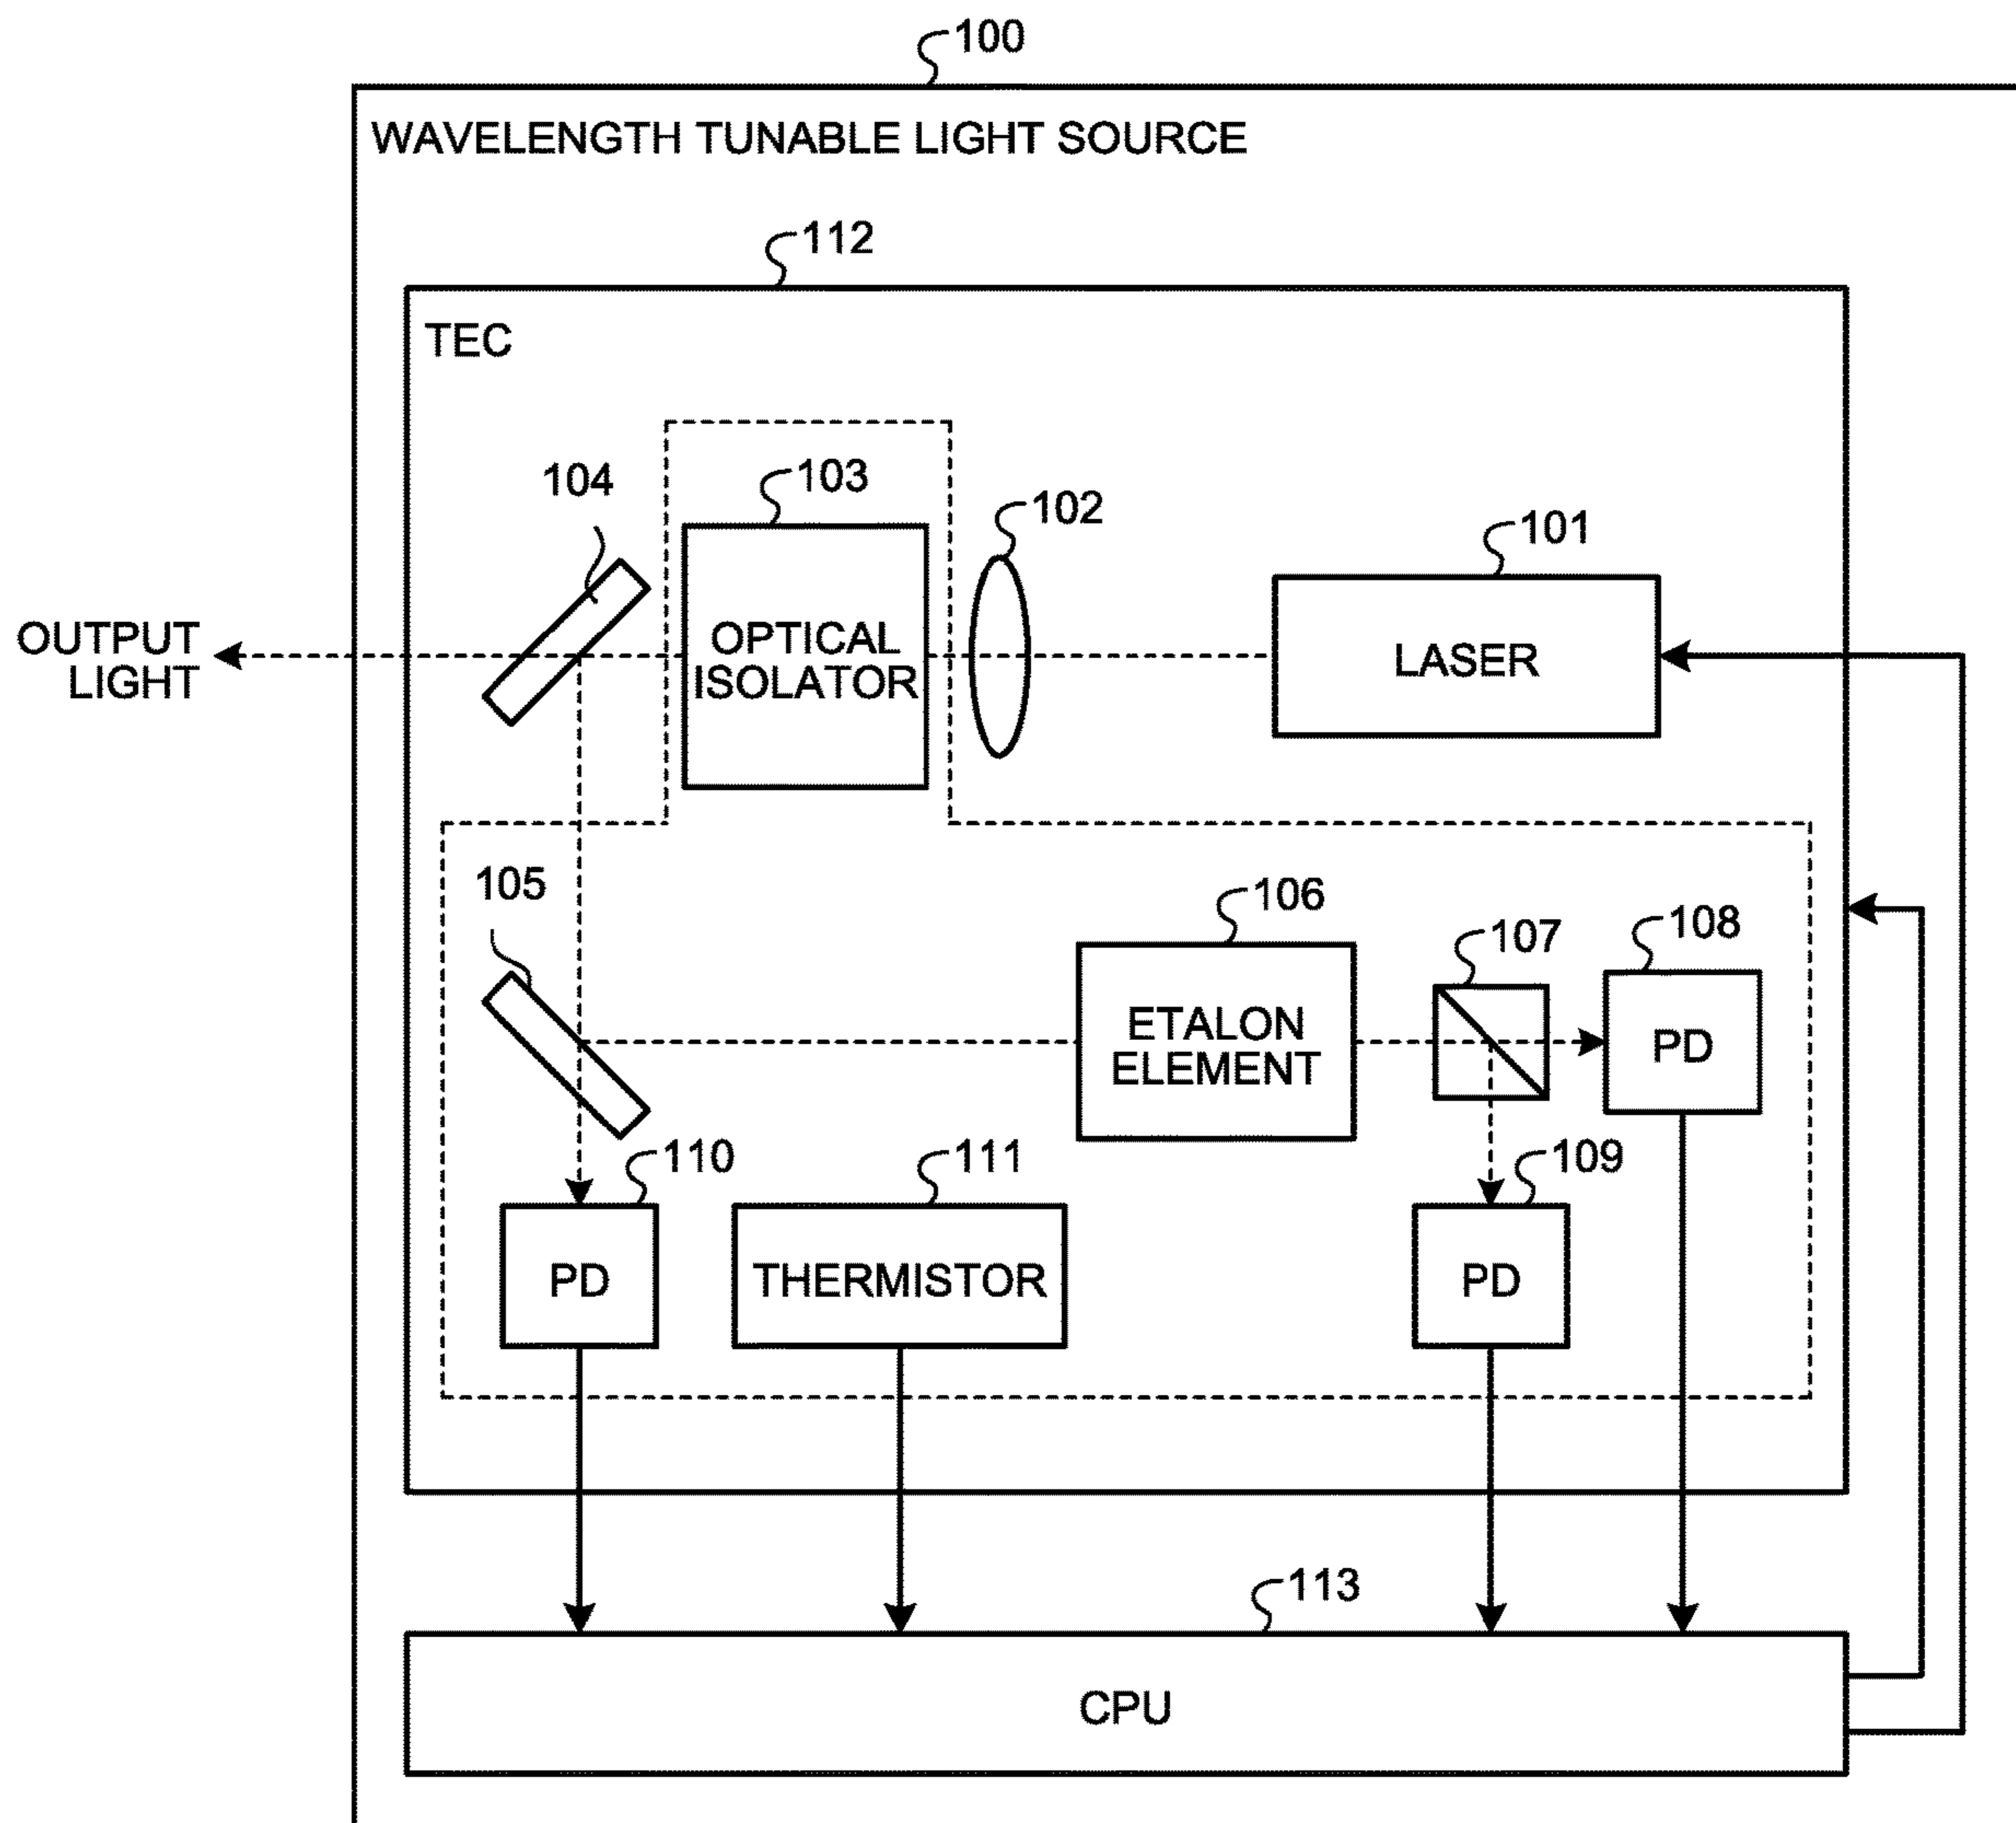 100
WAVELENGTH TUNABLE LIGHT SOURCE
112
TEC
104
103
102
101
OUTPUT
LIGHT
OPTICAL
ISOLATOR
LASER
105
106
107
108
ETALON
ELEMENT
PD
110
111
109
PD
THERMISTOR
PD
113
CPU